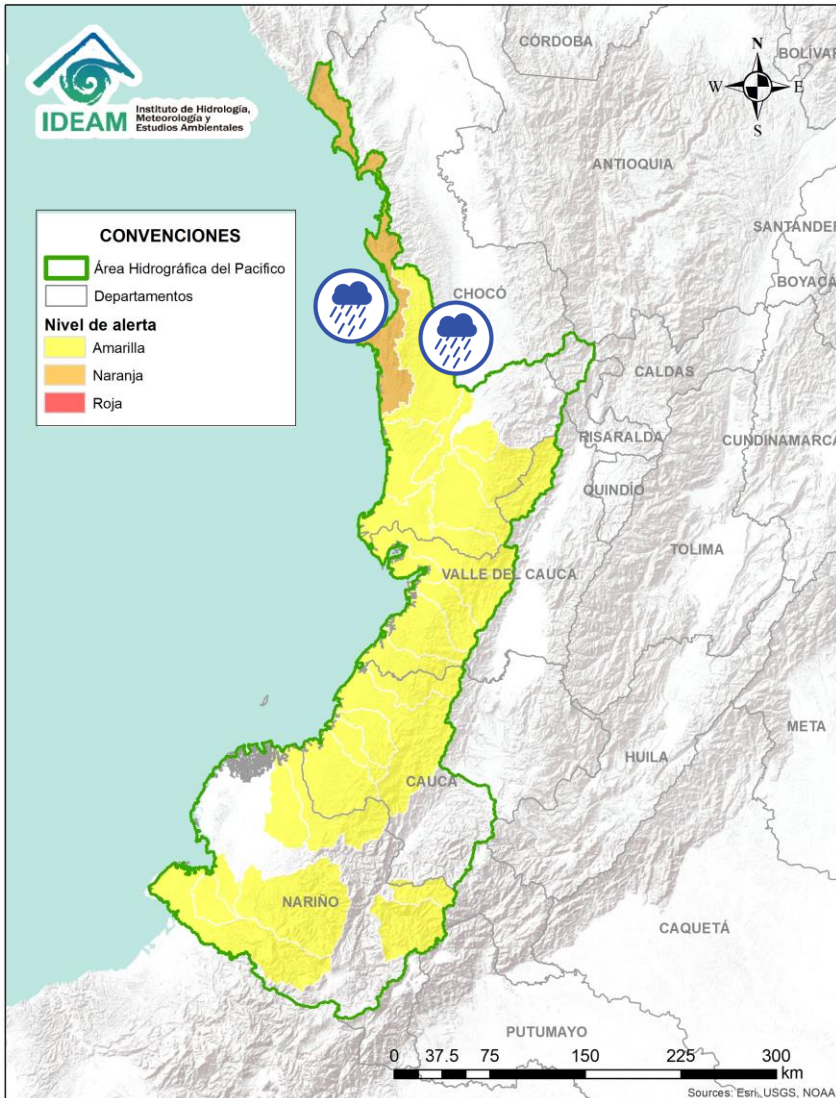 IDEAM
Instituto de Hidrología,
Meteorología y
Estudios Ambientales
CÓRDOBA
BOLÍVAR
N
W
E
S
ANTIOQUIA
SANTANDER
BOYACÁ
CONVENCIONES
Área Hidrográfica del Pacifico
Departamentos
Nivel de alerta
Amarilla
Naranja
Roja
CHOCÓ
CALDAS
RISARALDA
CUNDINAMARCA
QUINDÍO
TOLIMA
VALLE DEL CAUCA
META
HUILA
CAUCA
NARIÑO
CAQUETÁ
PUTUMAYO
0 37.5 75 150 225 300
km
Sources: Esri, USGS, NOAA